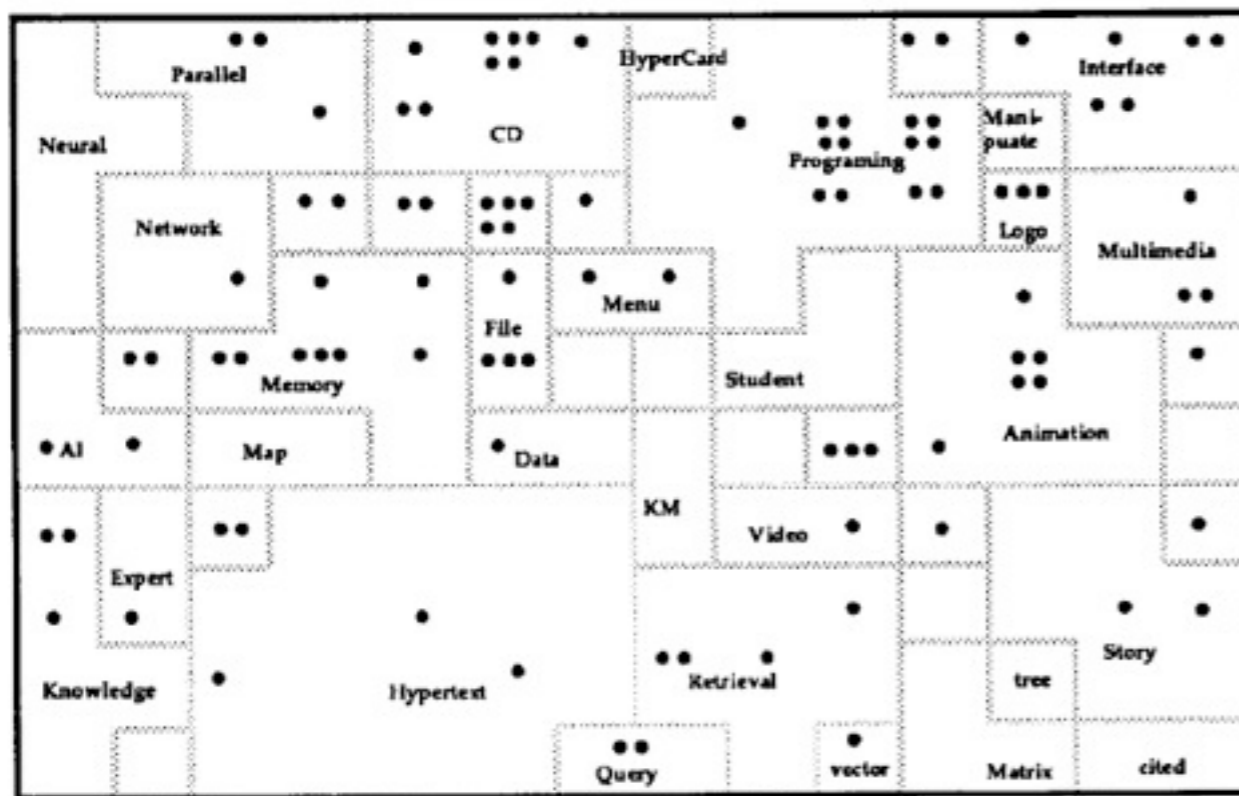 HyperCard
Parallel
Interface
Mani-
puate
CD
Neural
Programing
Network
Logo
Multimedia
Menu
File
Memory
Student
Animation
AI
Map
Data
KM
Video
Expert
Story
Knowledge
Hypertext
Retrieval
tree
Query
vector
Matrix
cited